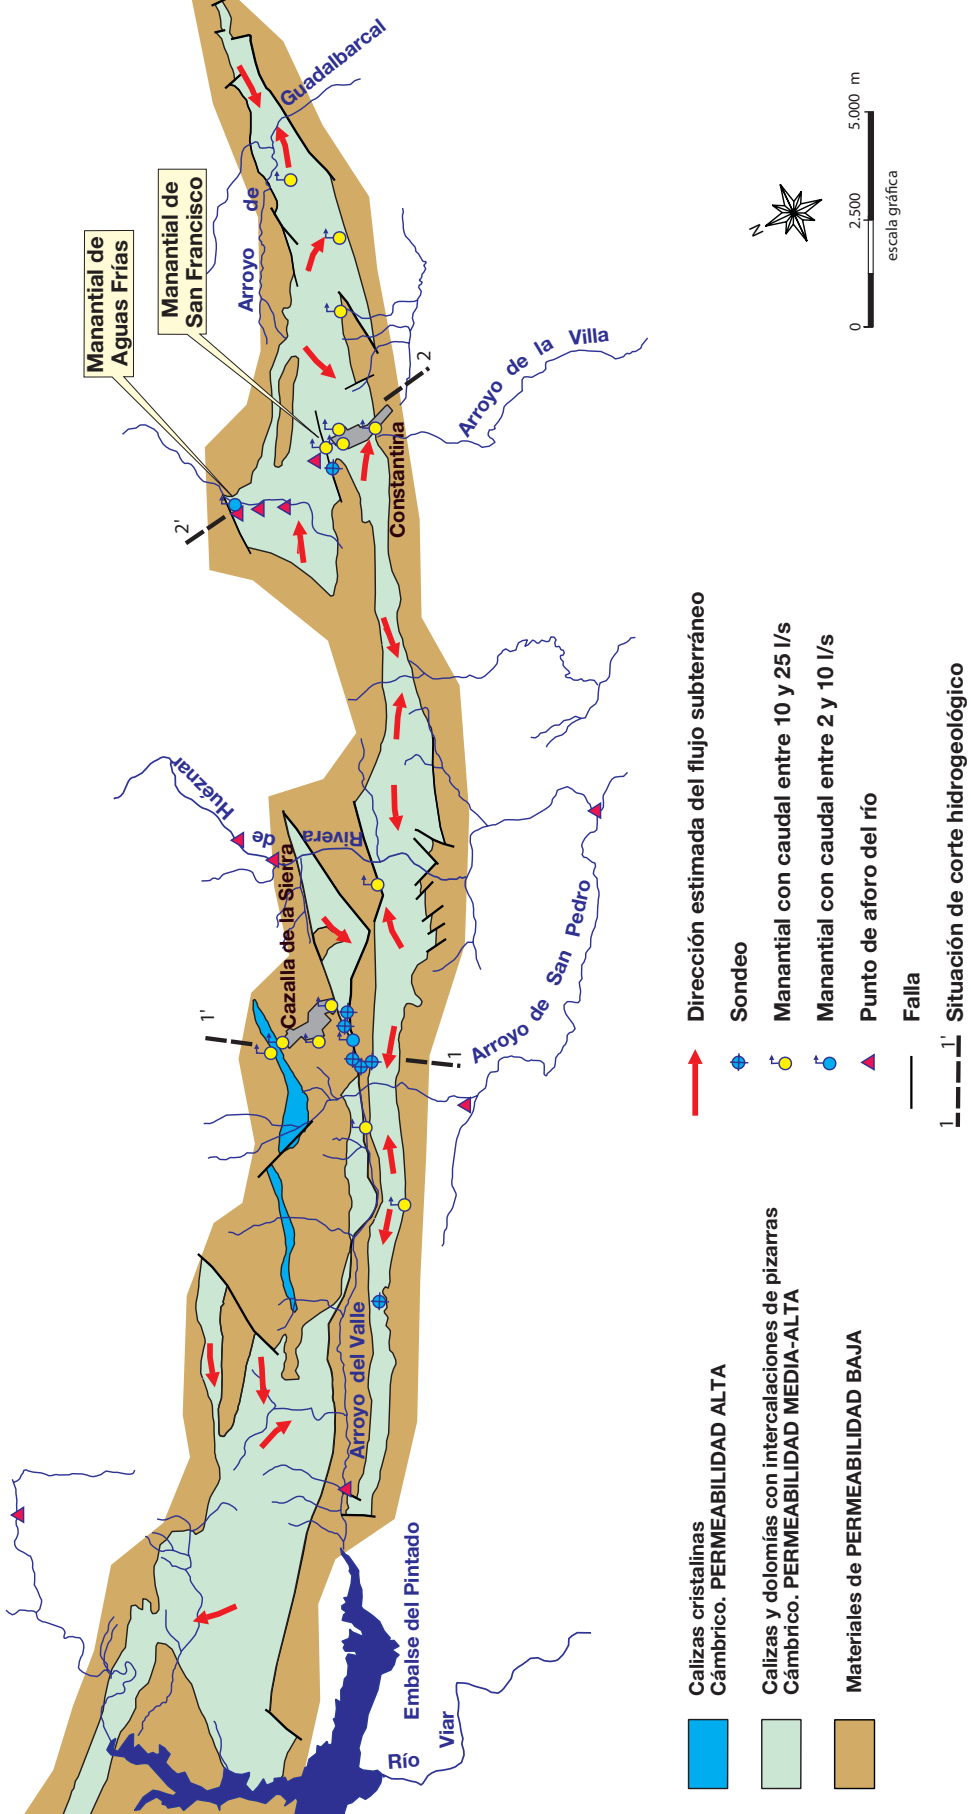 Manantial de
Aguas Frías
Manantial de
San Francisco
Arroyo de Guadalbarcal
2'
2
Constantina
Arroyo de la Villa
Rivera de Huéznar
Cazalla de la Sierra
1'
1
Arroyo de San Pedro
Arroyo del Valle
Embalse del Pintado
Río Viar
N
0 2.500 5.000 m
escala gráfica
Calizas cristalinas
Cámbrico. PERMEABILIDAD ALTA
Calizas y dolomías con intercalaciones de pizarras
Cámbrico. PERMEABILIDAD MEDIA-ALTA
Materiales de PERMEABILIDAD BAJA
Dirección estimada del flujo subterráneo
Sondeo
Manantial con caudal entre 10 y 25 l/s
Manantial con caudal entre 2 y 10 l/s
Punto de aforo del río
Falla
1 1' Situación de corte hidrogeológico